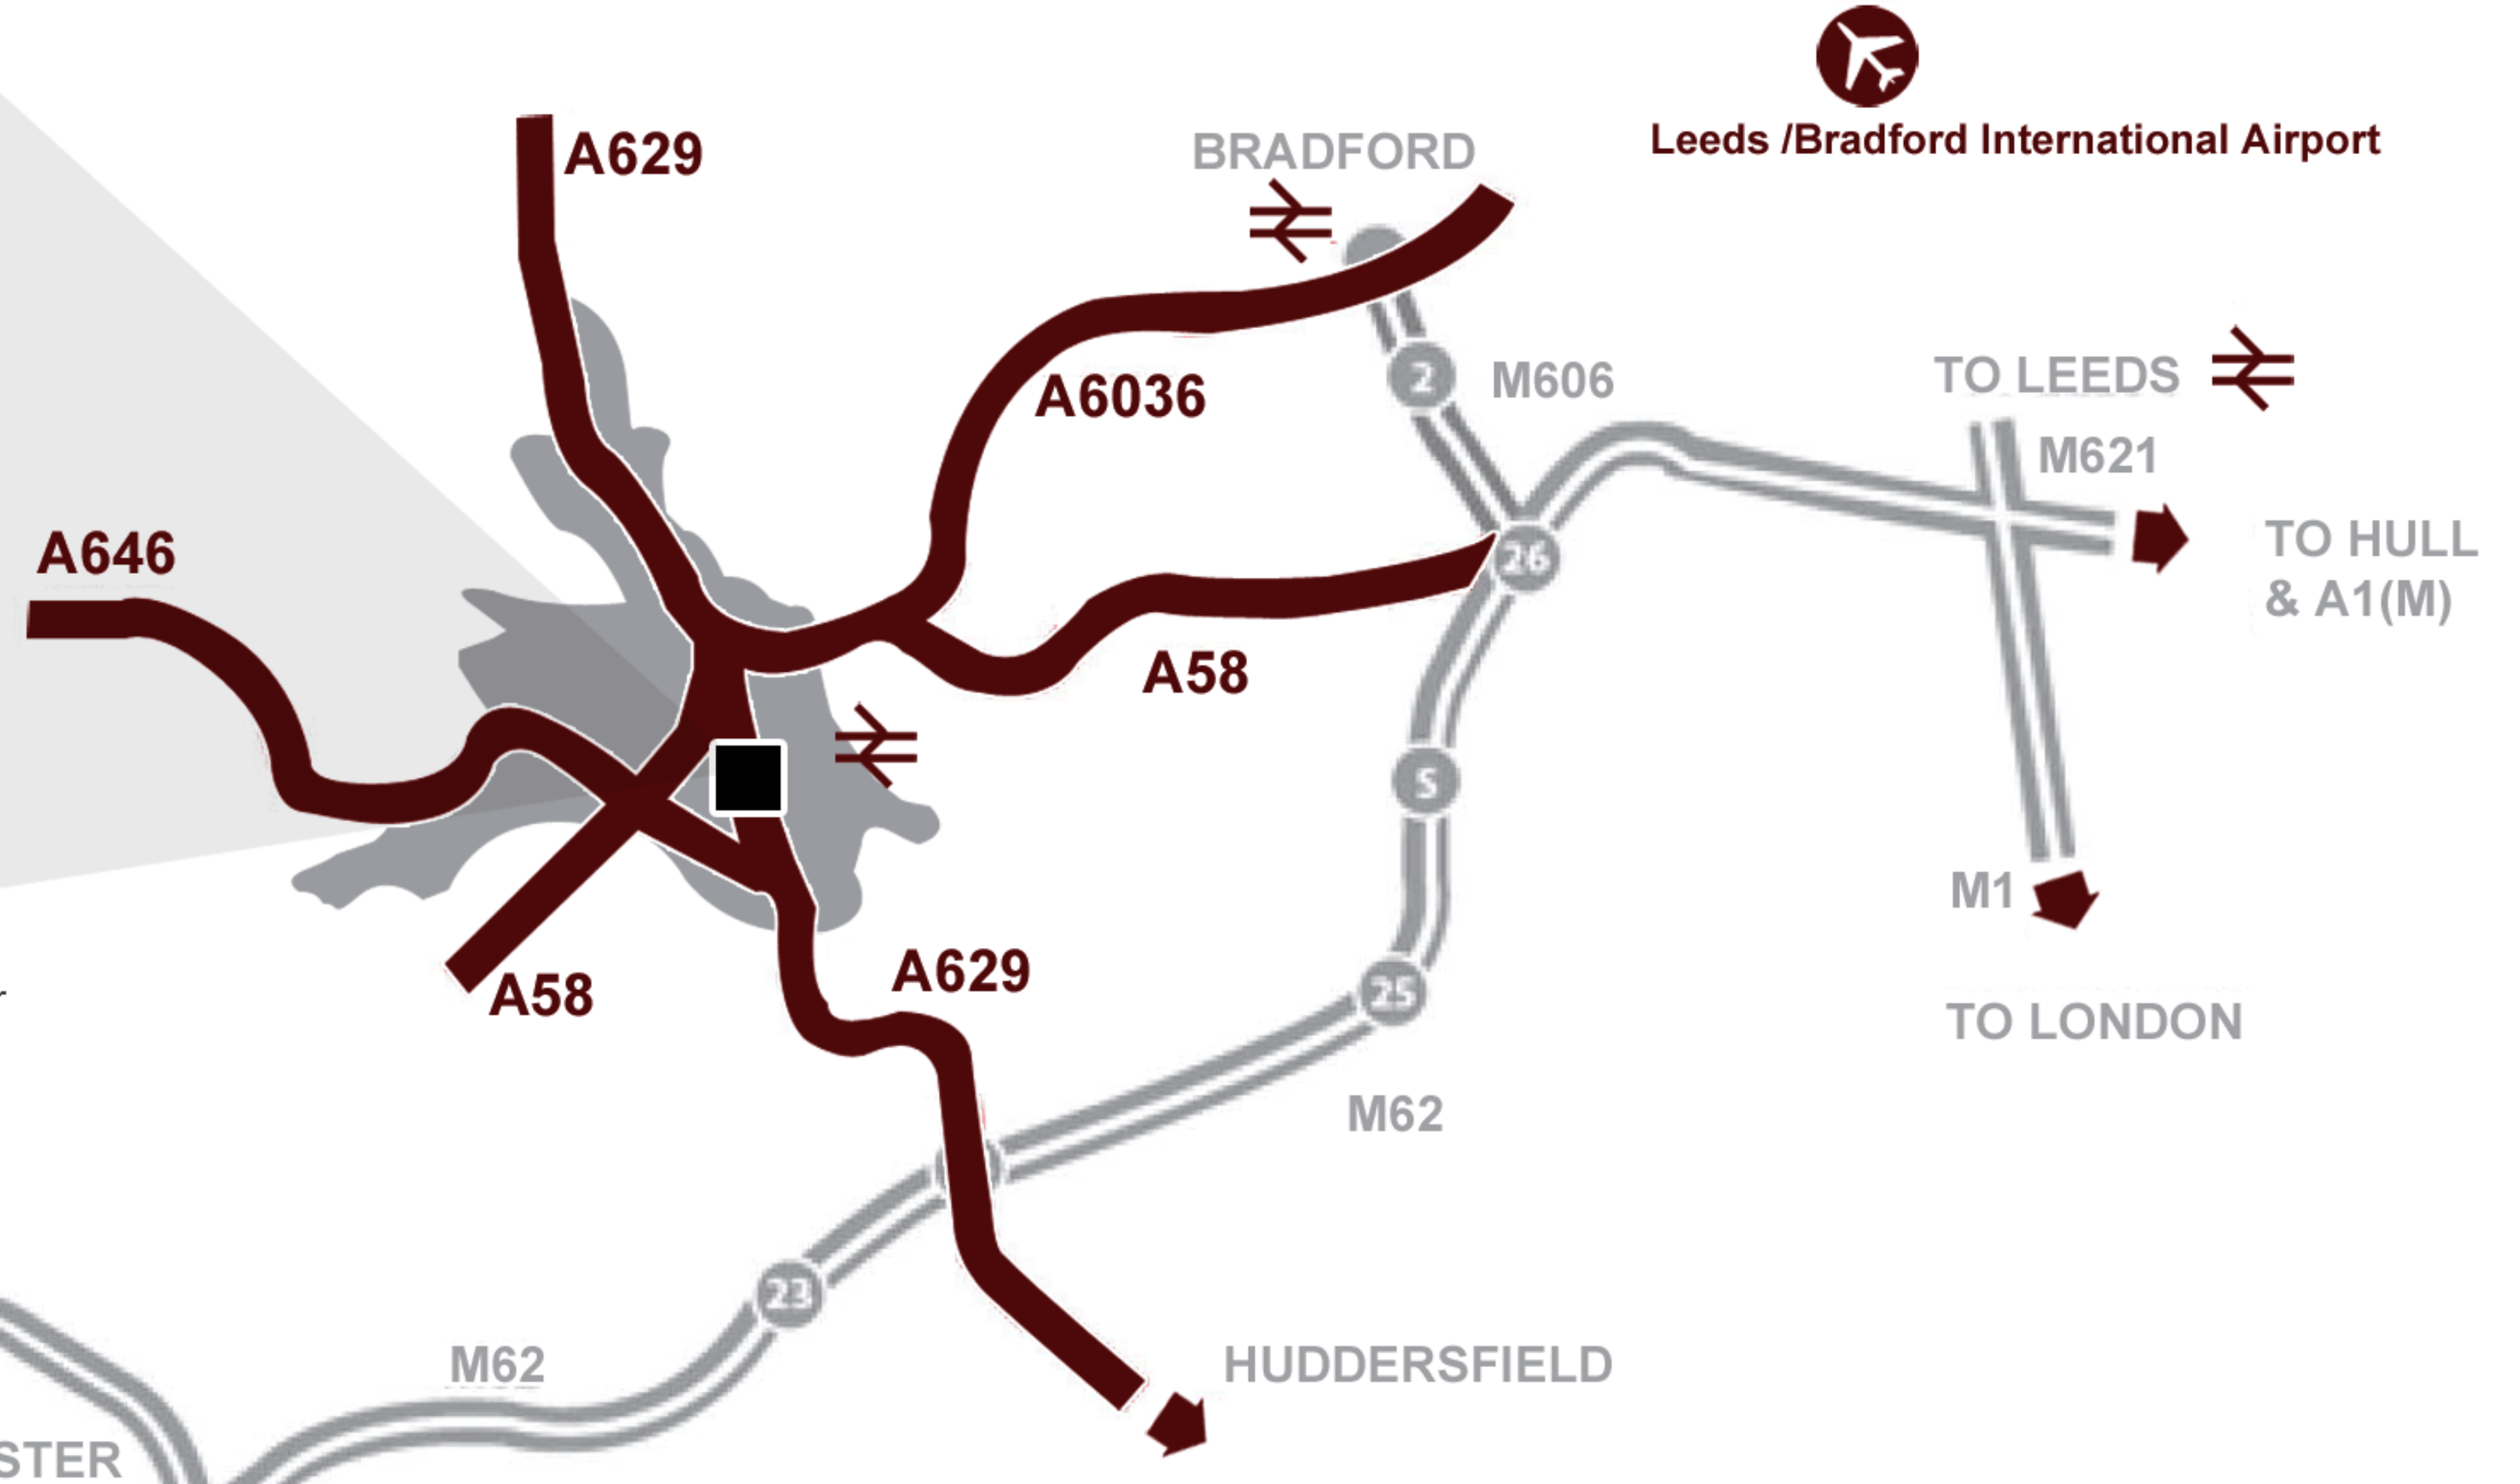 Leeds /Bradford International Airport
A629
BRADFORD
A6036
2
M606
TO LEEDS
M621
A646
26
TO HULL
& A1(M)
A58
5
M1
A58
A629
25
TO LONDON
M62
23
M62
HUDDERSFIELD
STER